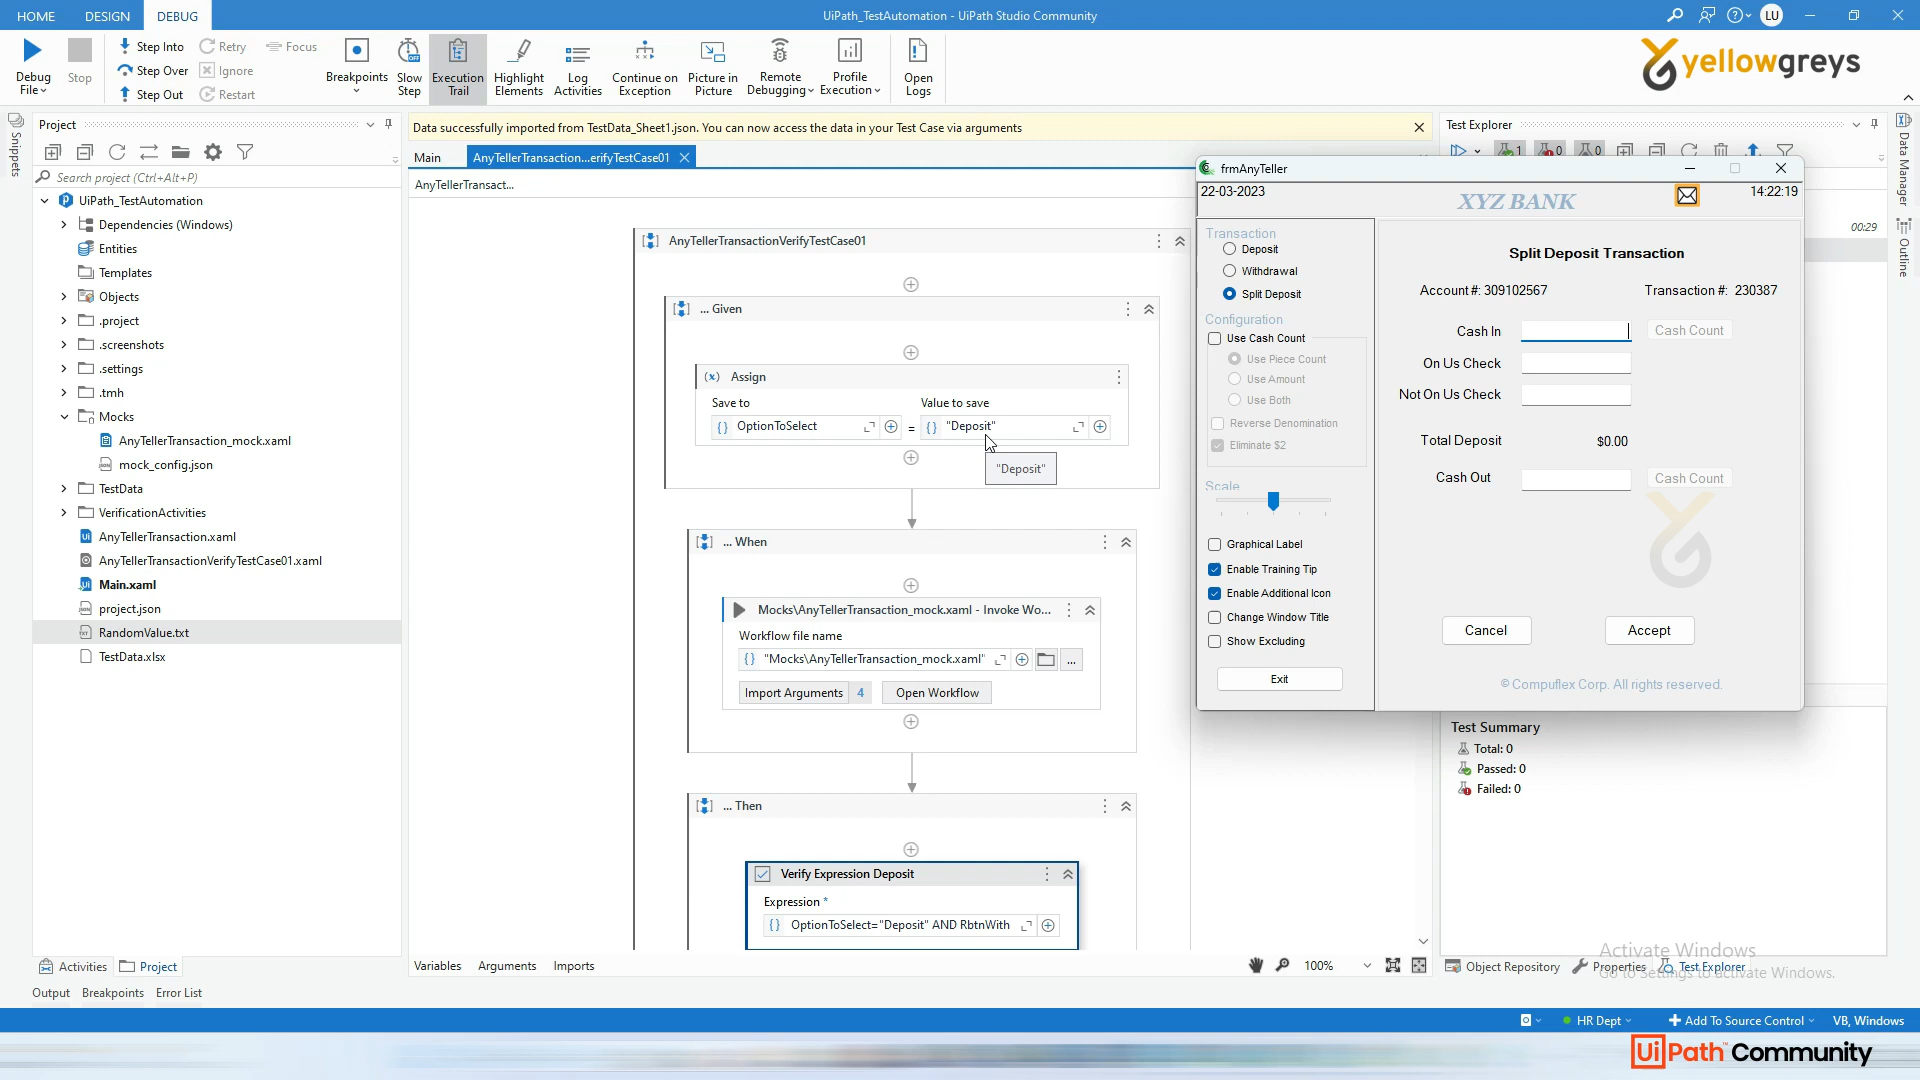 HOME DESIGN DEBUG
UiPath_TestAutomation - UiPath Studio Community
LU
Debug File
Stop
Step Into
Step Over
Step Out
Retry
Ignore
Restart
Focus
Breakpoints
Slow Step
Execution Trail
Highlight Elements
Log Activities
Continue on Exception
Picture in Picture
Remote Debugging
Profile Execution
Open Logs
yellowgreys
Snippets
Project
Search project (Ctrl+Alt+P)
UiPath_TestAutomation
Dependencies (Windows)
Entities
Templates
Objects
.project
.screenshots
.settings
.tmh
Mocks
AnyTellerTransaction_mock.xaml
mock_config.json
TestData
VerificationActivities
AnyTellerTransaction.xaml
AnyTellerTransactionVerifyTestCase01.xaml
Main.xaml
project.json
RandomValue.txt
TestData.xlsx
Activities Project
Output Breakpoints Error List
Data successfully imported from TestData_Sheet1.json. You can now access the data in your Test Case via arguments
Main AnyTellerTransaction...erifyTestCase01
AnyTellerTransact...
AnyTellerTransactionVerifyTestCase01
... Given
Assign
Save to Value to save
OptionToSelect = "Deposit"
"Deposit"
... When
Mocks\AnyTellerTransaction_mock.xaml - Invoke Wo...
Workflow file name
"Mocks\AnyTellerTransaction_mock.xaml" ...
Import Arguments 4 Open Workflow
... Then
Verify Expression Deposit
Expression *
OptionToSelect="Deposit" AND RbtnWith
Variables Arguments Imports
100%
Test Explorer
1 0 0
00:29
Data Manager
Outline
frmAnyTeller
22-03-2023
XYZ BANK
14:22:19
Transaction
Deposit
Withdrawal
Split Deposit
Configuration
Use Cash Count
Use Piece Count
Use Amount
Use Both
Reverse Denomination
Eliminate $2
Scale
Graphical Label
Enable Training Tip
Enable Additional Icon
Change Window Title
Show Excluding
Exit
Split Deposit Transaction
Account #: 309102567 Transaction #: 230387
Cash In Cash Count
On Us Check
Not On Us Check
Total Deposit $0.00
Cash Out Cash Count
Cancel Accept
© Compuflex Corp. All rights reserved.
Test Summary
Total: 0
Passed: 0
Failed: 0
Activate Windows
Go to Settings to activate Windows.
Object Repository Properties Test Explorer
HR Dept Add To Source Control VB, Windows
UiPath™ Community